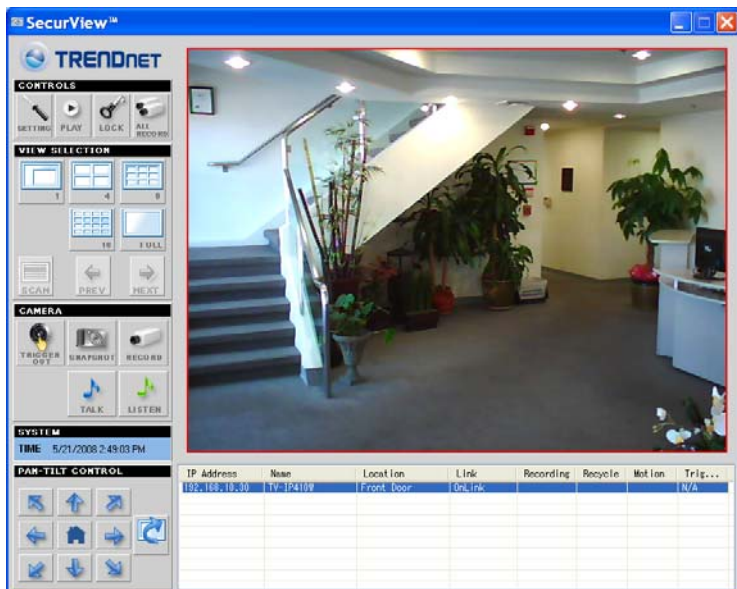 SecurView™
TRENDNET
CONTROLS
SETTING PLAY LOCK ALL RECORD
VIEW SELECTION
1 4 9
16 FULL
SCAN PREV NEXT
CAMERA
TRIGGER OUT SNAPSHOT RECORD
TALK LISTEN
SYSTEM
TIME 5/21/2008 2:49:03 PM
PAN-TILT CONTROL
IP Address Name Location Link Recording Recycle Motion Trig...
192.168.10.30 TV-IP410W Front Door OnLink N/A